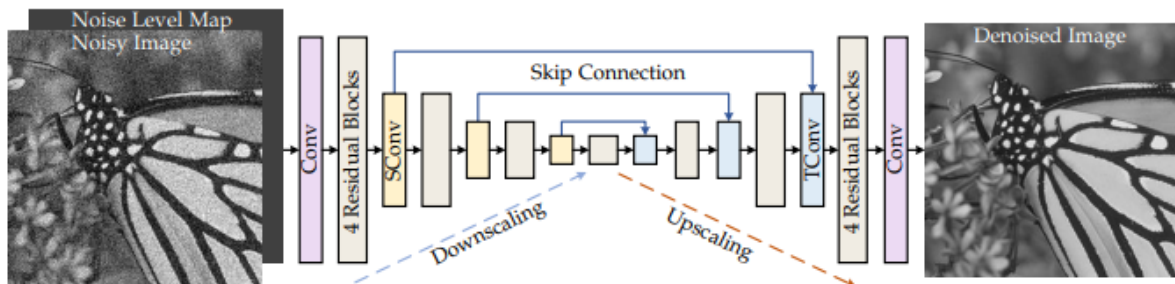 Noise Level Map
Noisy Image
Conv
4 Residual Blocks
SConv
Skip Connection
Downscaling
Upscaling
TConv
4 Residual Blocks
Conv
Denoised Image